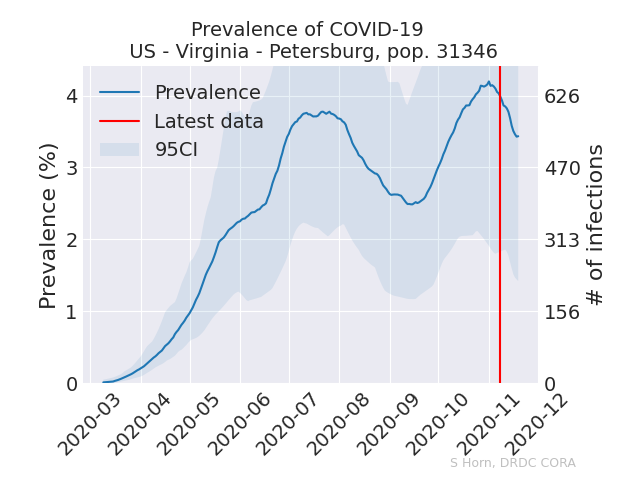 Prevalence of COVID-19
US - Virginia - Petersburg, pop. 31346
Prevalence
Latest data
95CI
Prevalence (%)
4
3
2
1
0
# of infections
626
470
313
156
0
2020-03
2020-04
2020-05
2020-06
2020-07
2020-08
2020-09
2020-10
2020-11
2020-12
S Horn, DRDC CORA